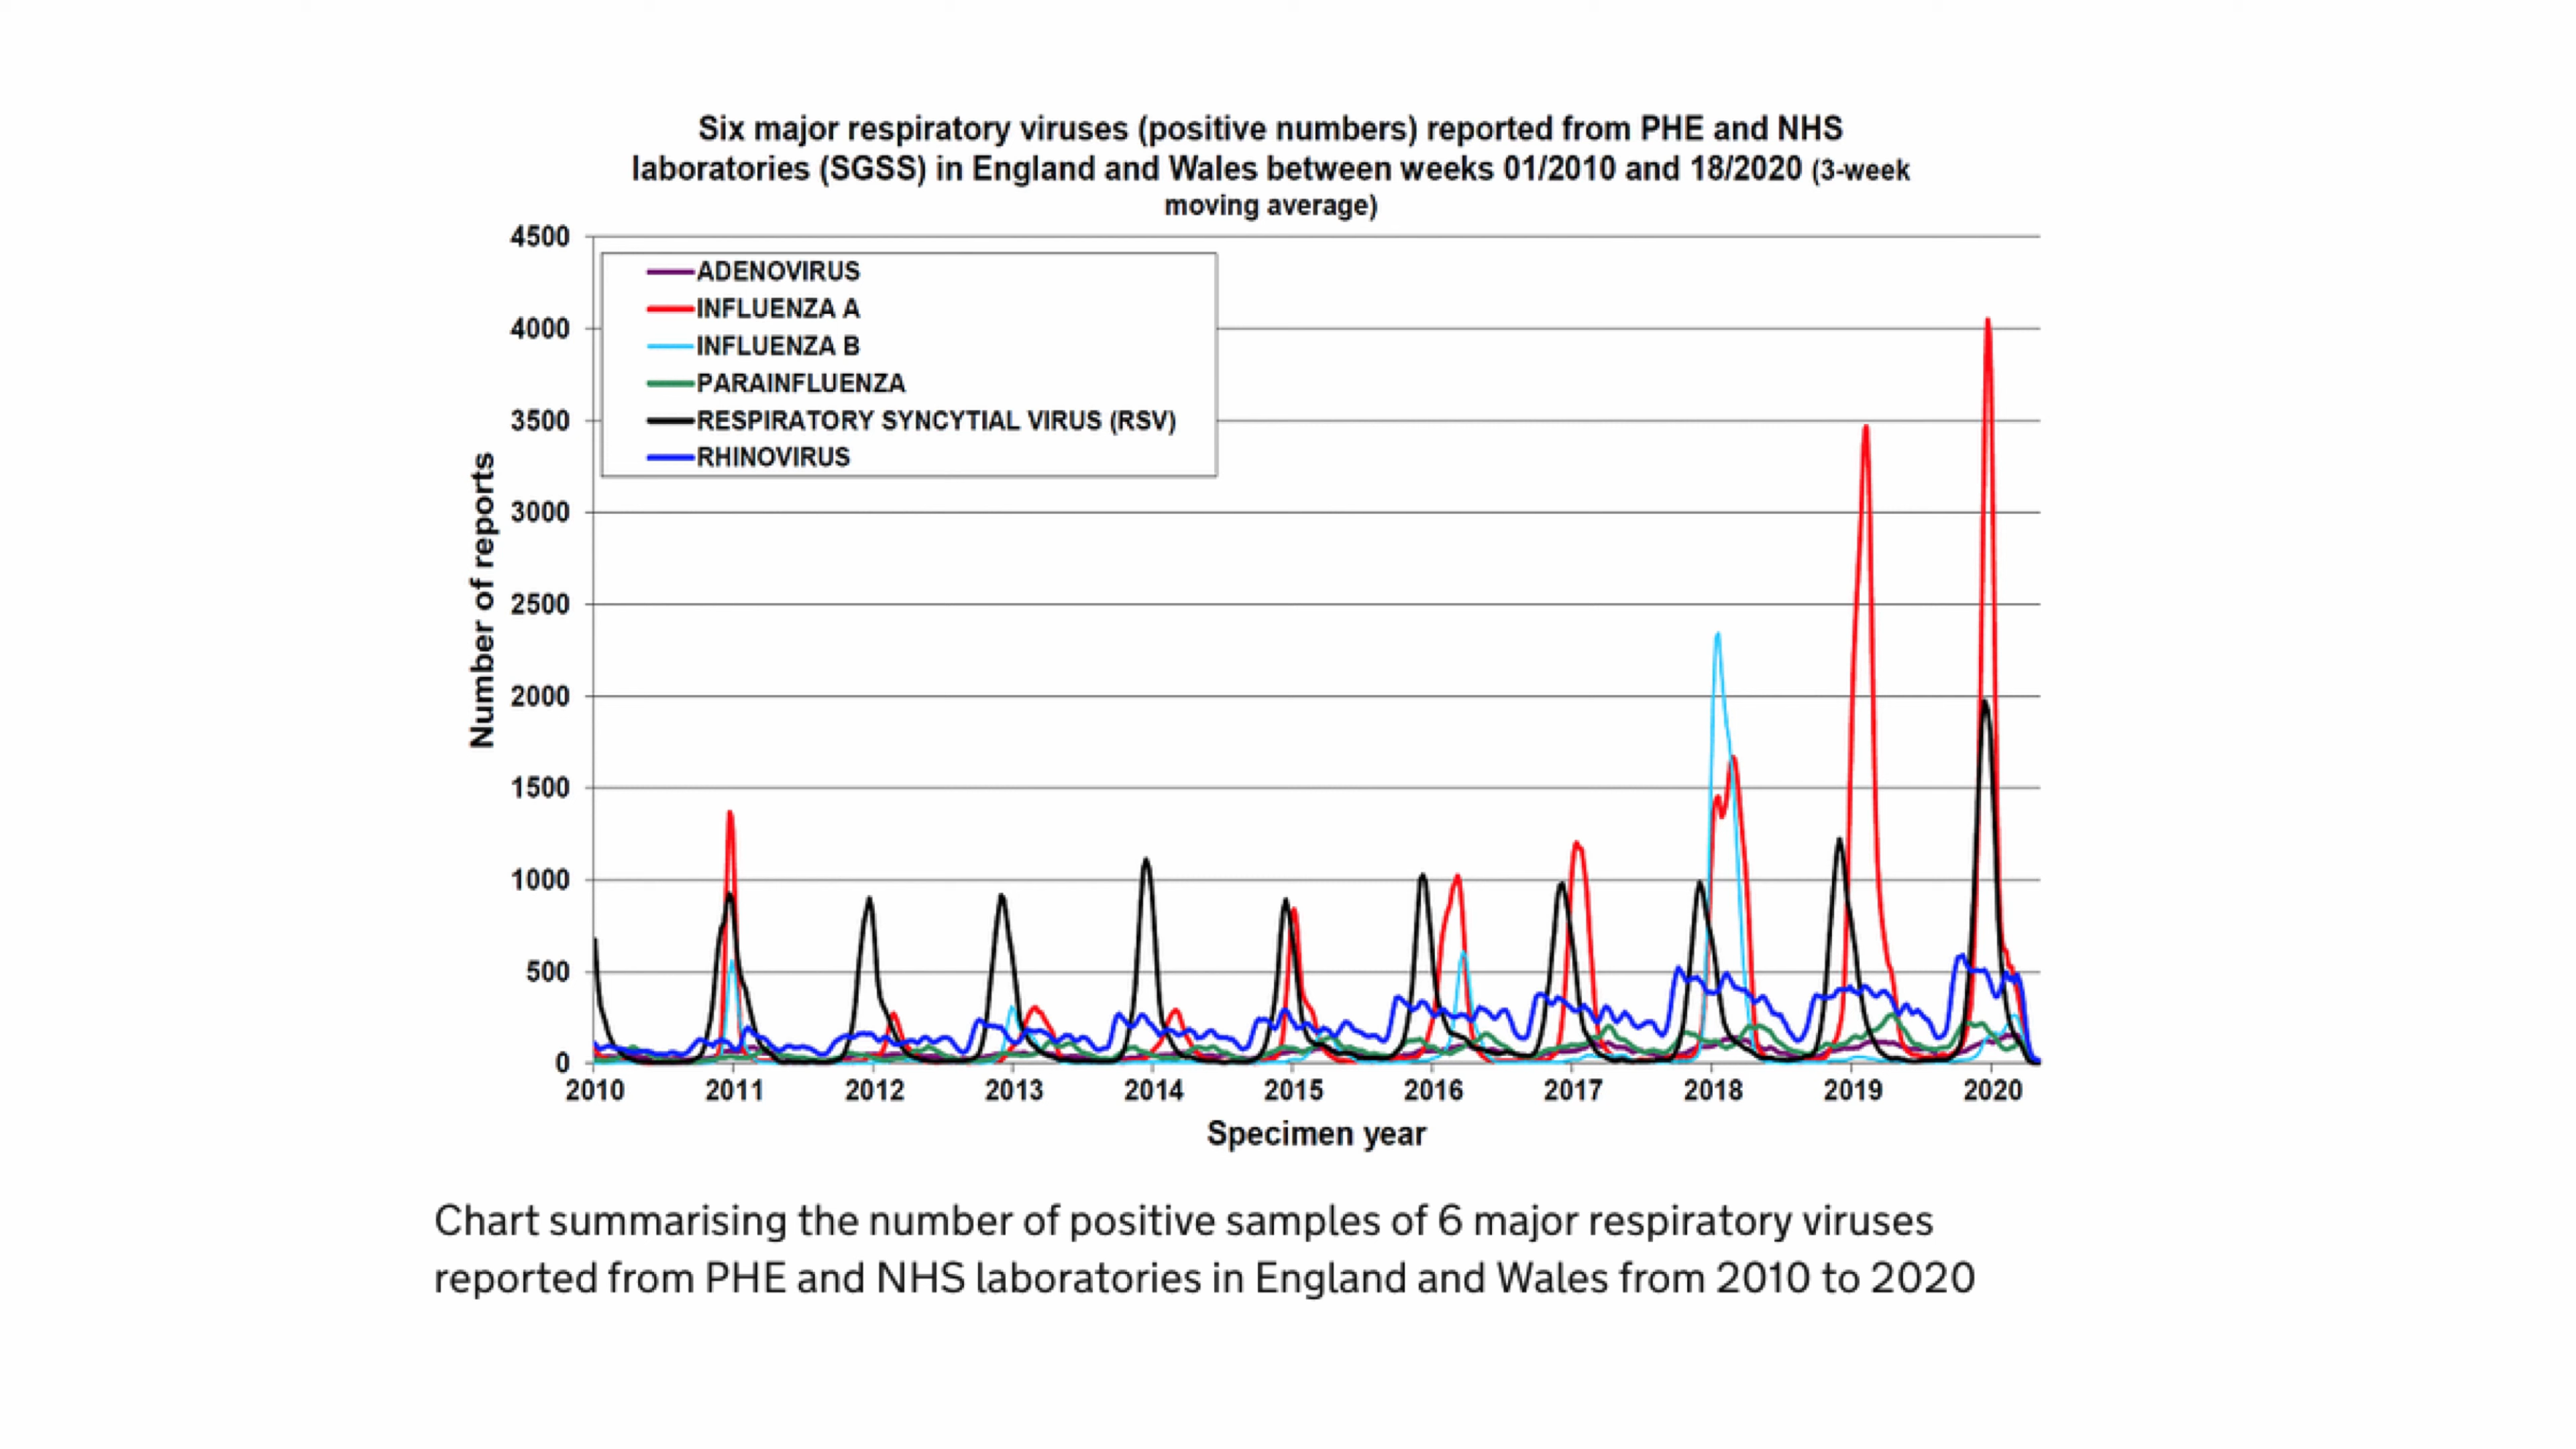 Six major respiratory viruses (positive numbers) reported from PHE and NHS
laboratories (SGSS) in England and Wales between weeks 01/2010 and 18/2020 (3-week
moving average)
4500
4000
3500
3000
2500
2000
1500
1000
500
0
Number of reports
ADENOVIRUS
INFLUENZA A
INFLUENZA B
PARAINFLUENZA
RESPIRATORY SYNCYTIAL VIRUS (RSV)
RHINOVIRUS
2010 2011 2012 2013 2014 2015 2016 2017 2018 2019 2020
Specimen year
Chart summarising the number of positive samples of 6 major respiratory viruses
reported from PHE and NHS laboratories in England and Wales from 2010 to 2020